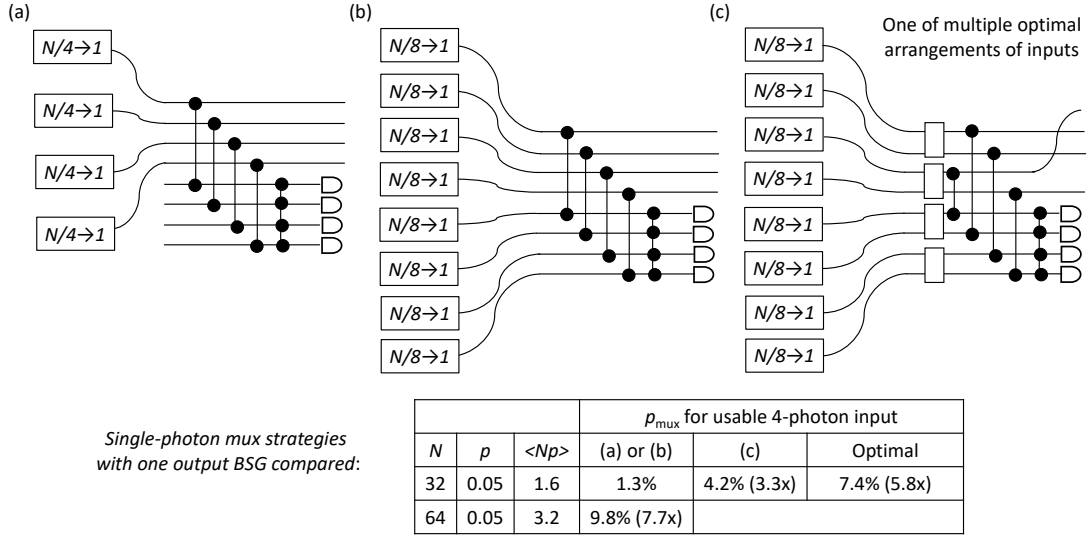 (a)
N/4→1
N/4→1
N/4→1
N/4→1
(b)
N/8→1
N/8→1
N/8→1
N/8→1
N/8→1
N/8→1
N/8→1
N/8→1
(c)
One of multiple optimal
arrangements of inputs
N/8→1
N/8→1
N/8→1
N/8→1
N/8→1
N/8→1
N/8→1
N/8→1
Single-photon mux strategies
with one output BSG compared:
pmux for usable 4-photon input
N p <Np> (a) or (b) (c) Optimal
32 0.05 1.6 1.3% 4.2% (3.3x) 7.4% (5.8x)
64 0.05 3.2 9.8% (7.7x)